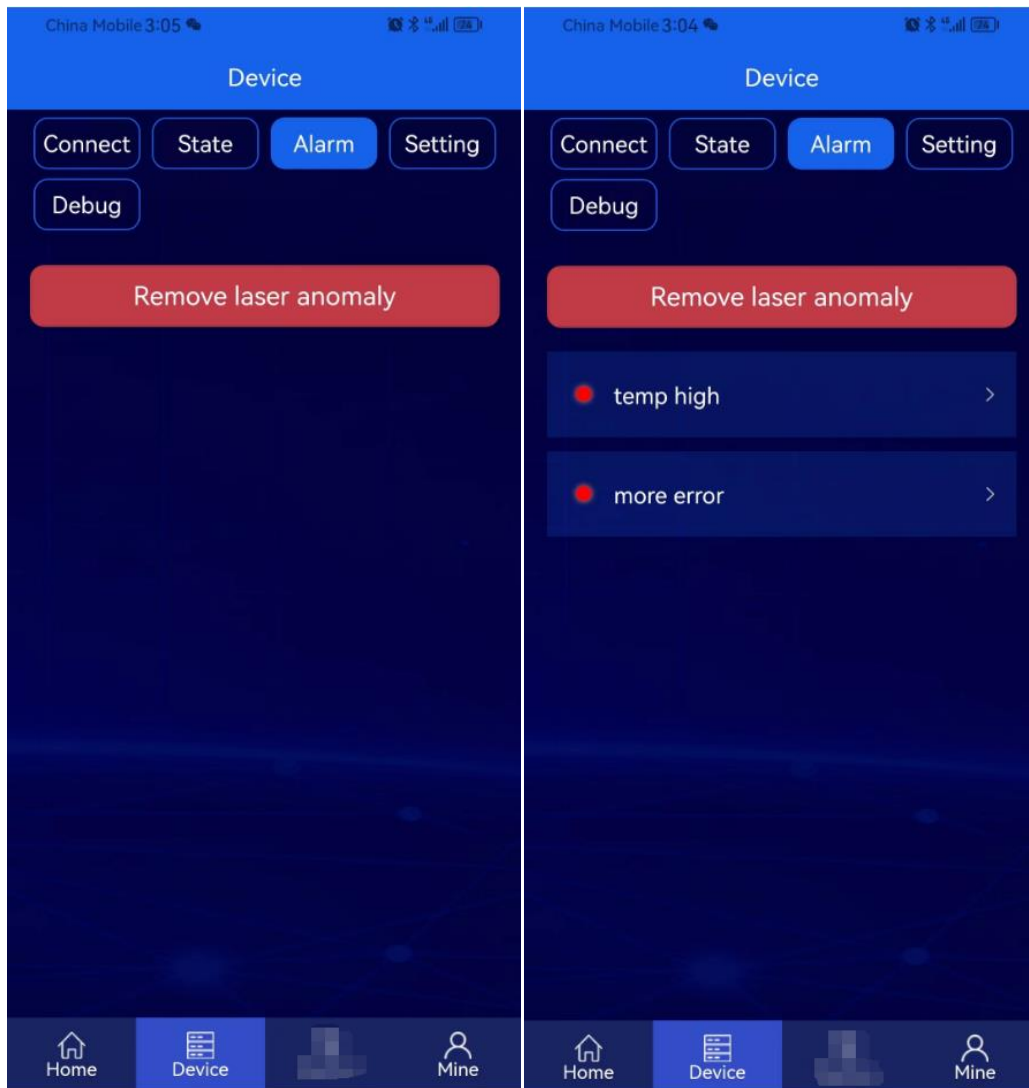 China Mobile 3:05
Device
Connect State Alarm Setting
Debug
Remove laser anomaly
Home Device Mine
China Mobile 3:04
Device
Connect State Alarm Setting
Debug
Remove laser anomaly
temp high
more error
Home Device Mine